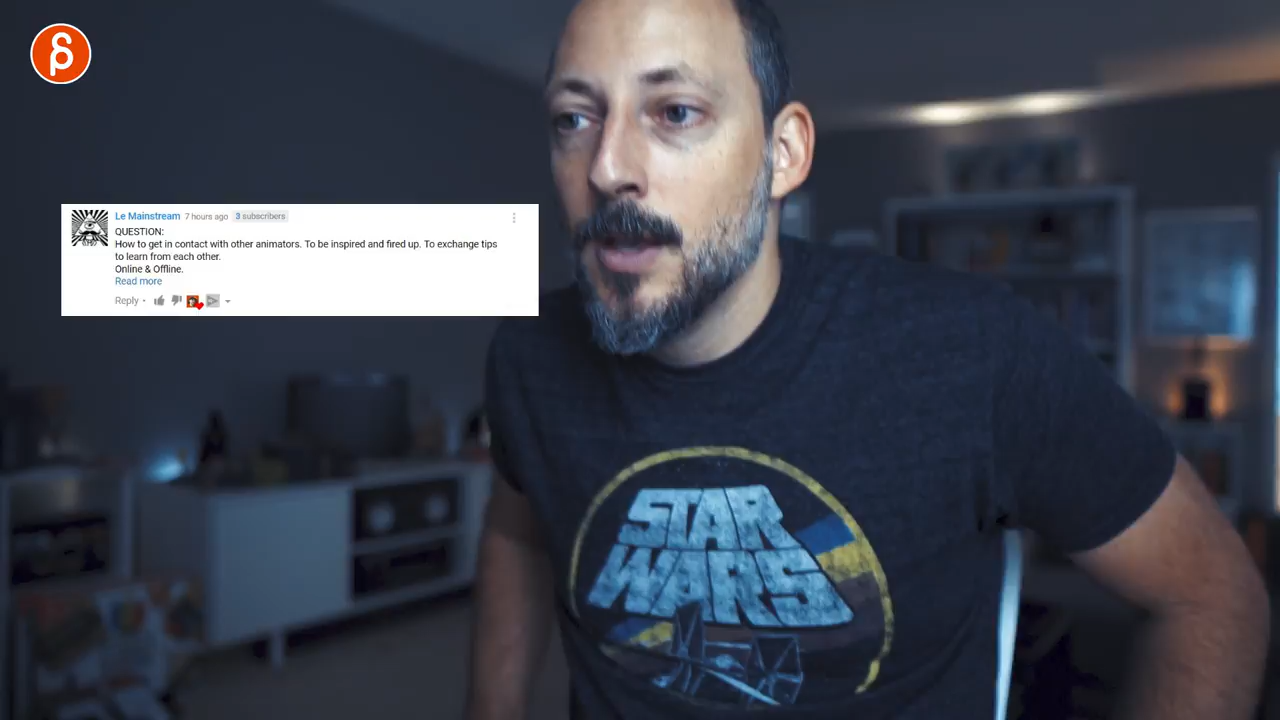 Le Mainstream 7 hours ago 3 subscribers
QUESTION:
How to get in contact with other animators. To be inspired and fired up. To exchange tips
to learn from each other.
Online & Offline.
Read more
Reply
STAR
WARS